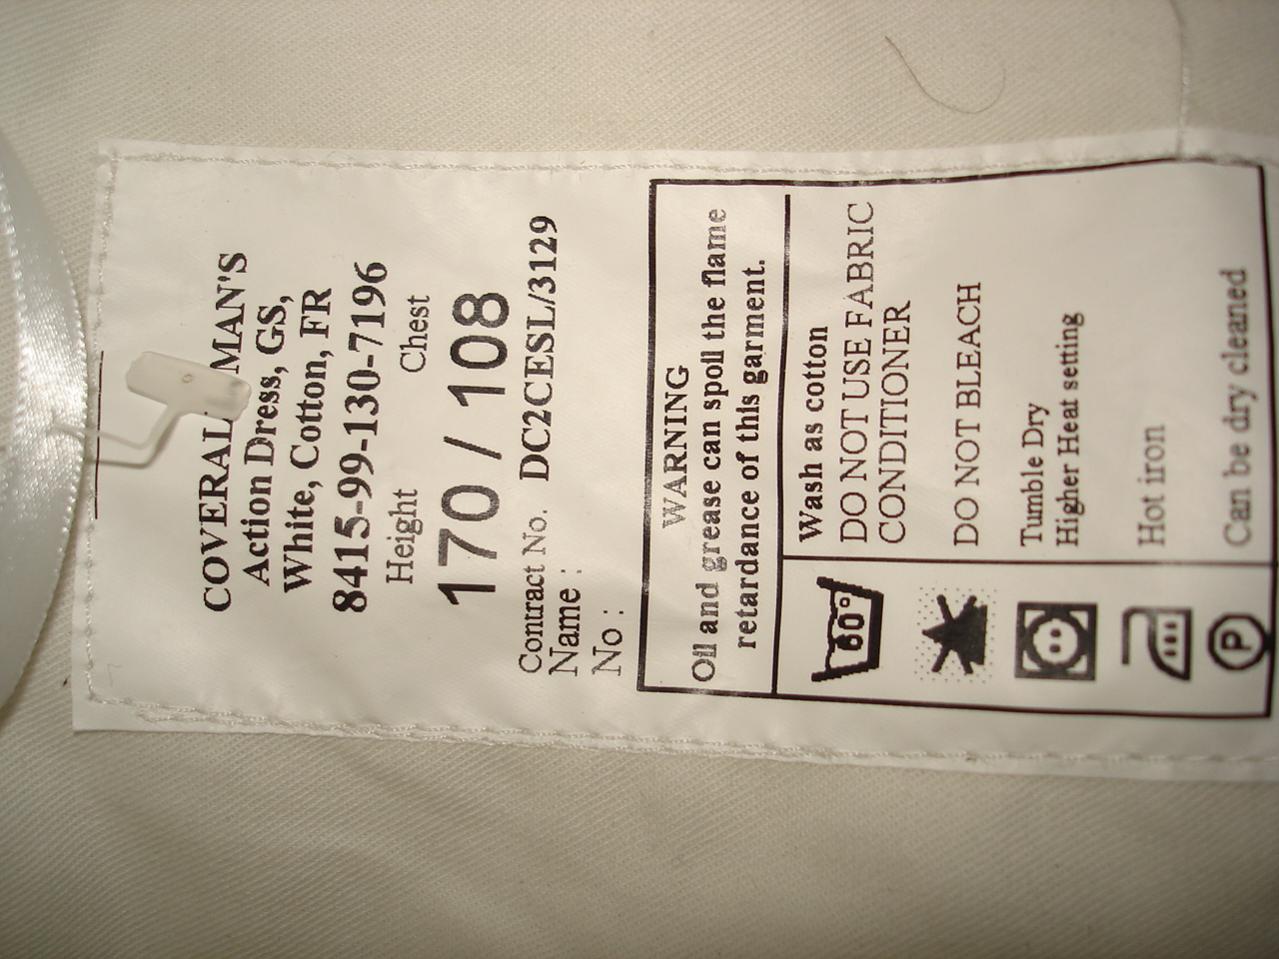 COVERALL MAN'S
Action Dress, GS,
White, Cotton, FR
8415-99-130-7196
Height Chest
170 / 108
Contract No. DC2CESL/3129
Name :
No :
WARNING
Oil and grease can spoil the flame
retardance of this garment.
60° Wash as cotton
DO NOT USE FABRIC
CONDITIONER
DO NOT BLEACH
Tumble Dry
Higher Heat setting
Hot iron
P Can be dry cleaned